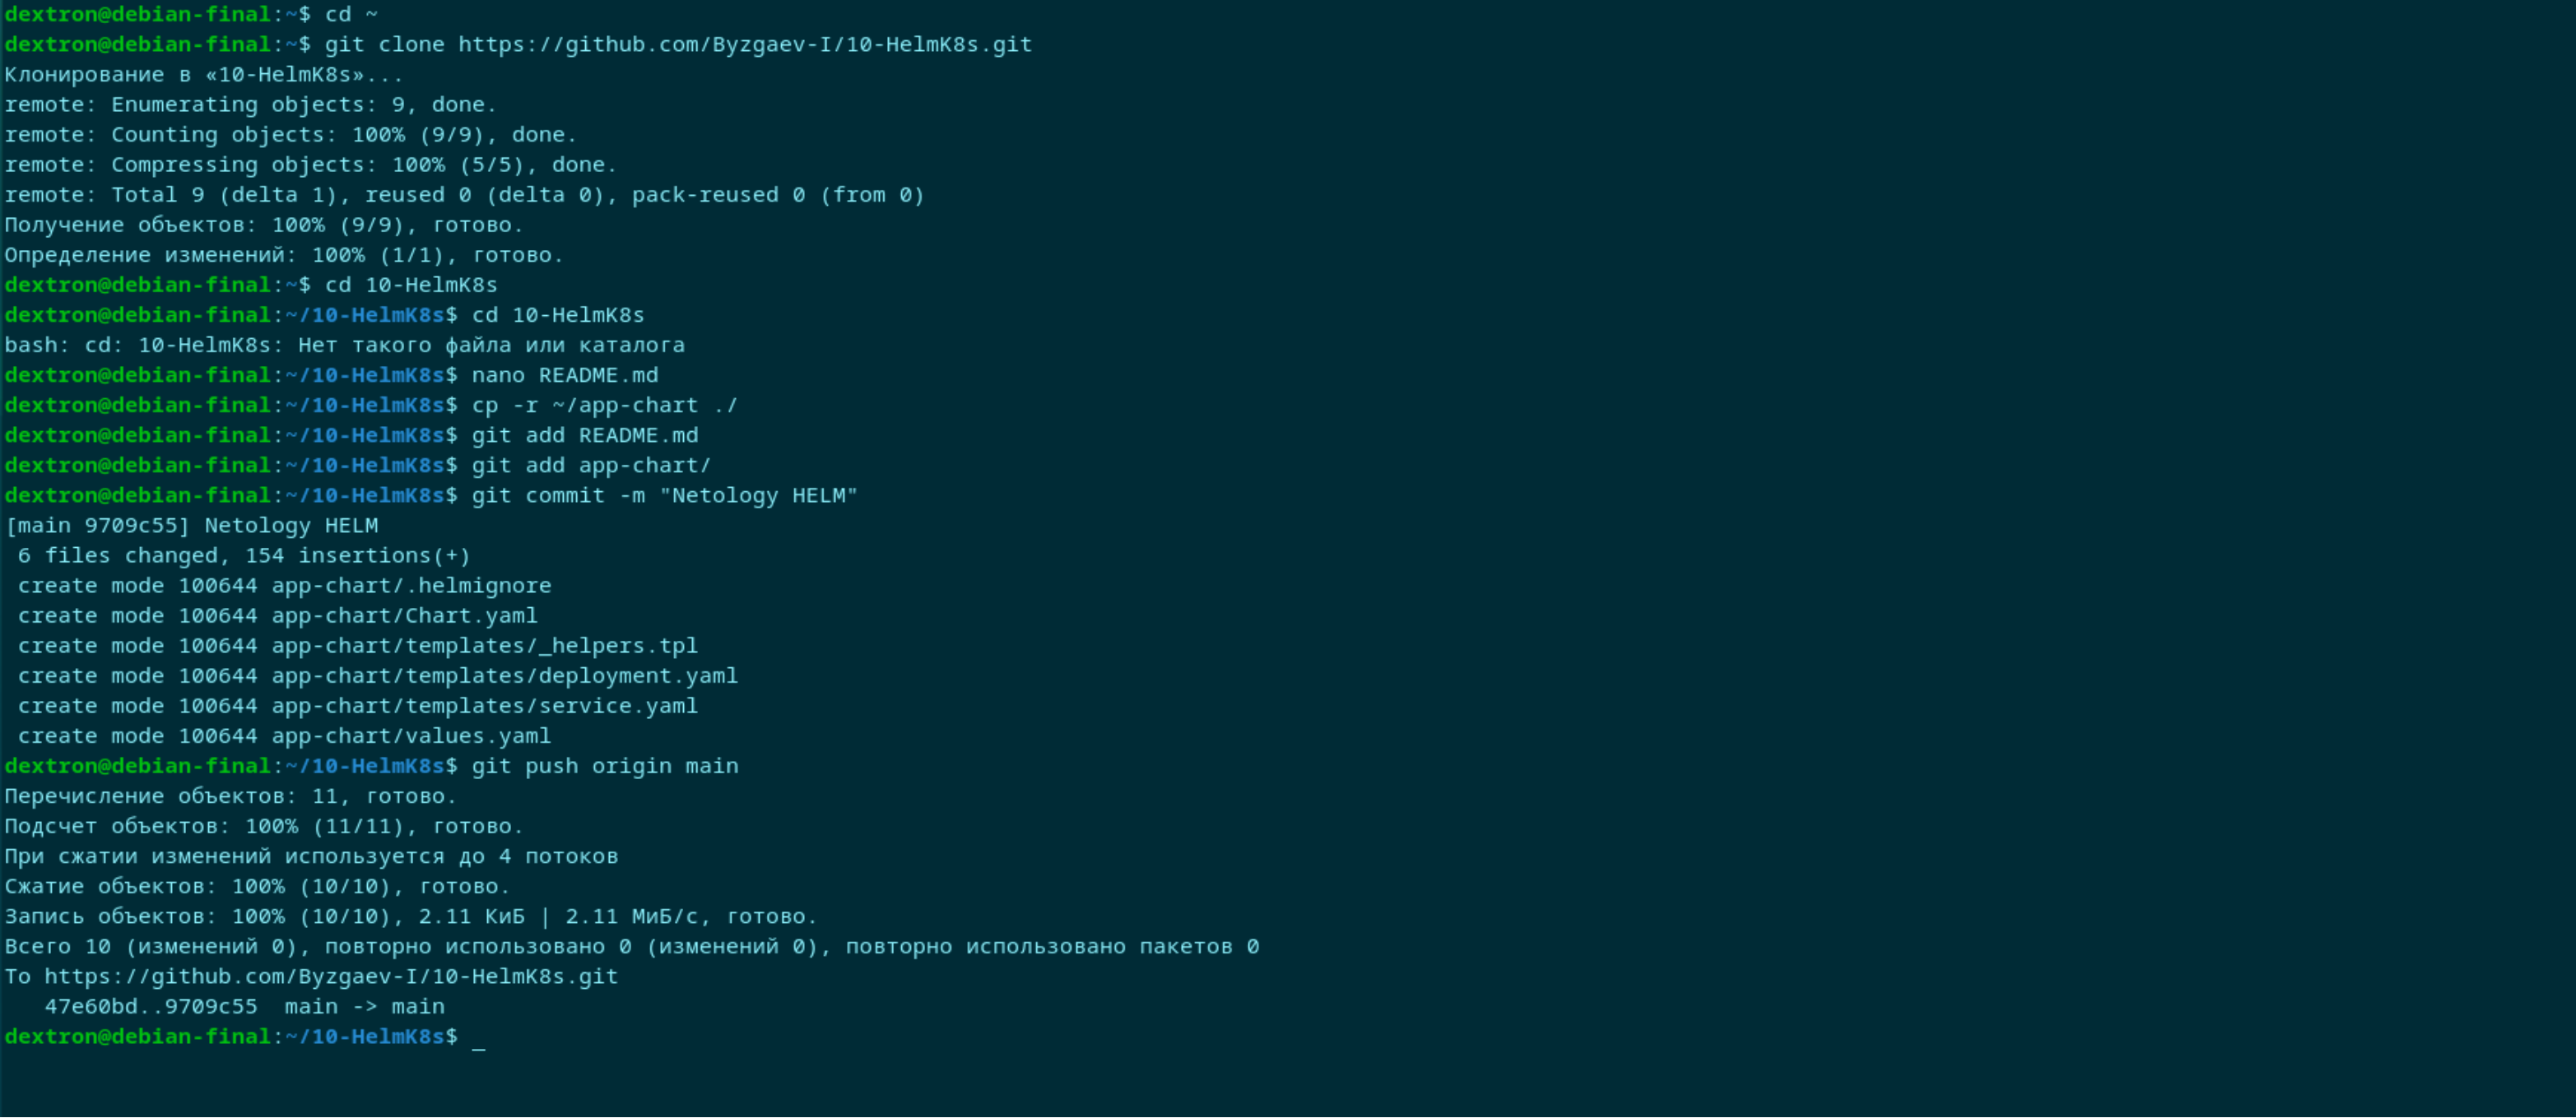 dextron@debian-final:~$ cd ~
dextron@debian-final:~$ git clone https://github.com/Byzgaev-I/10-HelmK8s.git
Клонирование в «10-HelmK8s»...
remote: Enumerating objects: 9, done.
remote: Counting objects: 100% (9/9), done.
remote: Compressing objects: 100% (5/5), done.
remote: Total 9 (delta 1), reused 0 (delta 0), pack-reused 0 (from 0)
Получение объектов: 100% (9/9), готово.
Определение изменений: 100% (1/1), готово.
dextron@debian-final:~$ cd 10-HelmK8s
dextron@debian-final:~/10-HelmK8s$ cd 10-HelmK8s
bash: cd: 10-HelmK8s: Нет такого файла или каталога
dextron@debian-final:~/10-HelmK8s$ nano README.md
dextron@debian-final:~/10-HelmK8s$ cp -r ~/app-chart ./
dextron@debian-final:~/10-HelmK8s$ git add README.md
dextron@debian-final:~/10-HelmK8s$ git add app-chart/
dextron@debian-final:~/10-HelmK8s$ git commit -m "Netology HELM"
[main 9709c55] Netology HELM
 6 files changed, 154 insertions(+)
 create mode 100644 app-chart/.helmignore
 create mode 100644 app-chart/Chart.yaml
 create mode 100644 app-chart/templates/_helpers.tpl
 create mode 100644 app-chart/templates/deployment.yaml
 create mode 100644 app-chart/templates/service.yaml
 create mode 100644 app-chart/values.yaml
dextron@debian-final:~/10-HelmK8s$ git push origin main
Перечисление объектов: 11, готово.
Подсчет объектов: 100% (11/11), готово.
При сжатии изменений используется до 4 потоков
Сжатие объектов: 100% (10/10), готово.
Запись объектов: 100% (10/10), 2.11 КиБ | 2.11 МиБ/с, готово.
Всего 10 (изменений 0), повторно использовано 0 (изменений 0), повторно использовано пакетов 0
To https://github.com/Byzgaev-I/10-HelmK8s.git
   47e60bd..9709c55  main -> main
dextron@debian-final:~/10-HelmK8s$ _